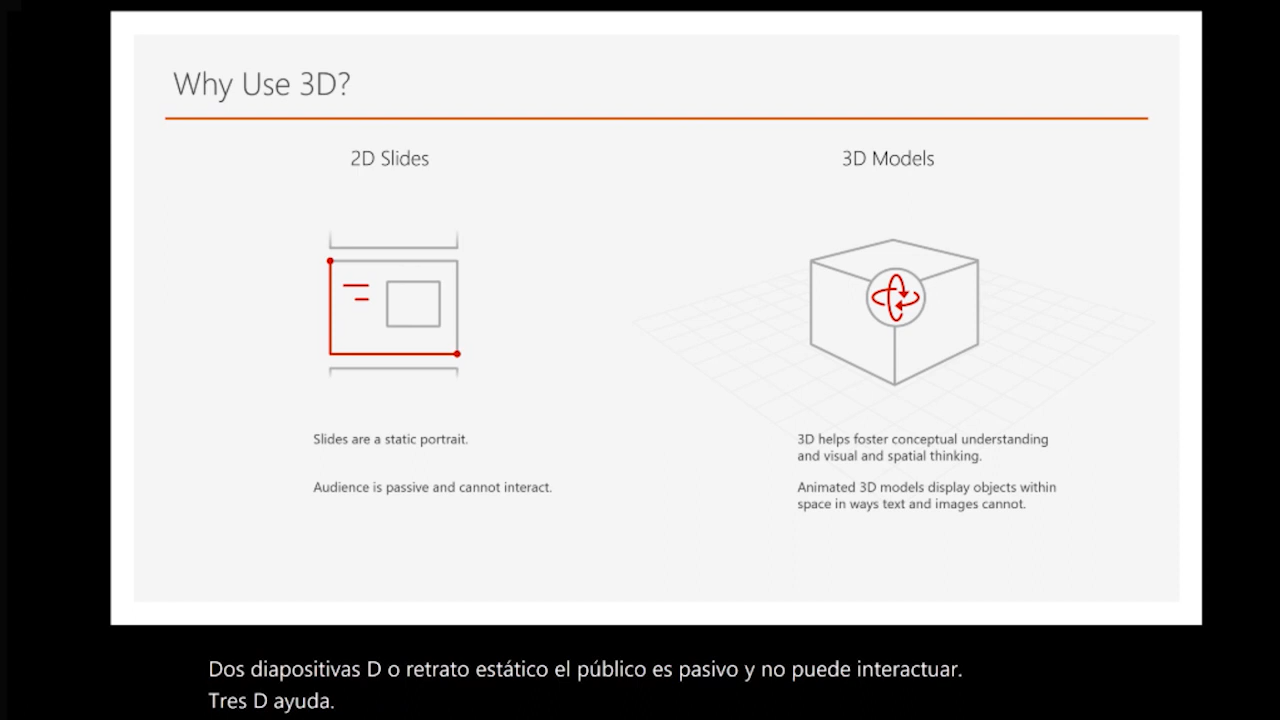 Why Use 3D?
2D Slides
3D Models
Slides are a static portrait.
Audience is passive and cannot interact.
3D helps foster conceptual understanding
and visual and spatial thinking.
Animated 3D models display objects within
space in ways text and images cannot.
Dos diapositivas D o retrato estático el público es pasivo y no puede interactuar.
Tres D ayuda.